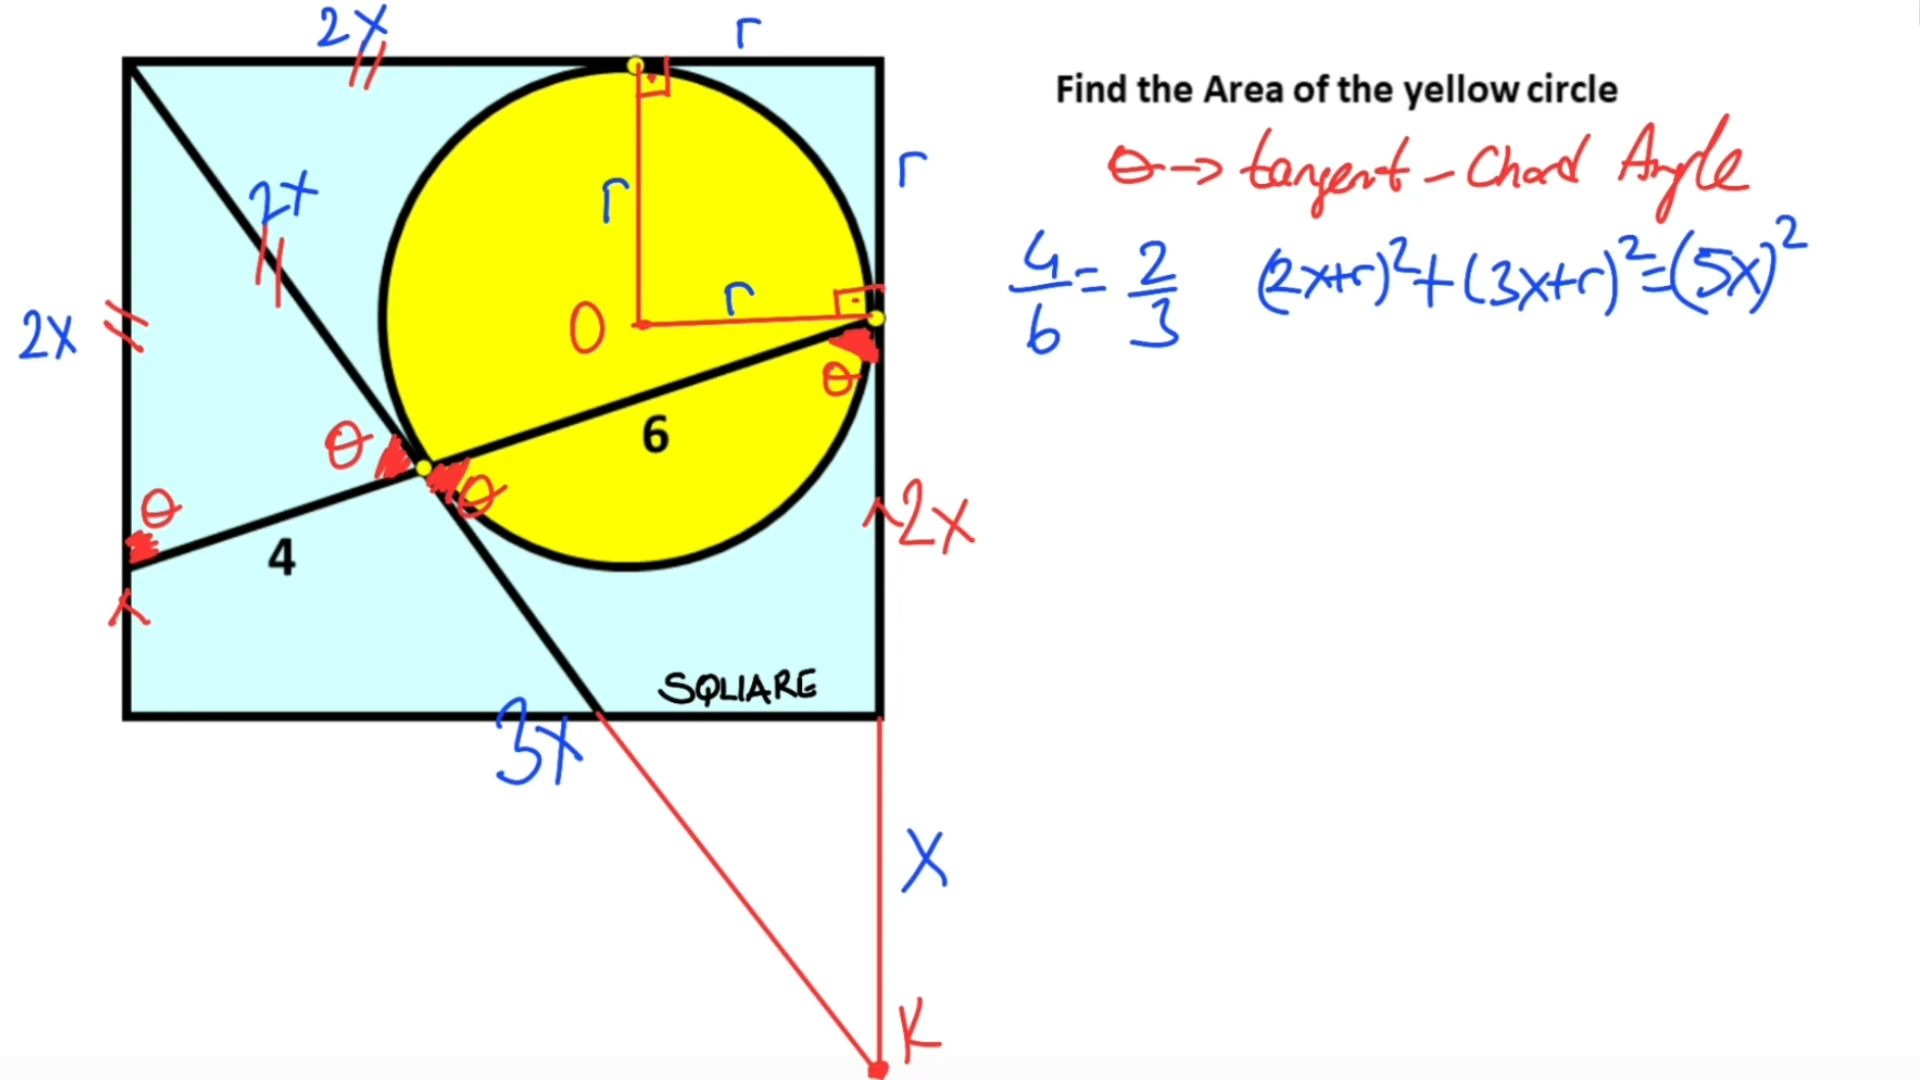 2x
r
Find the Area of the yellow circle
θ → tangent - Chord Angle
r
2x
r
4/6 = 2/3 (2x+r)²+(3x+r)²=(5x)²
r
O
2x
θ
6
θ
θ
θ
4
2x
SQUARE
3x
x
K